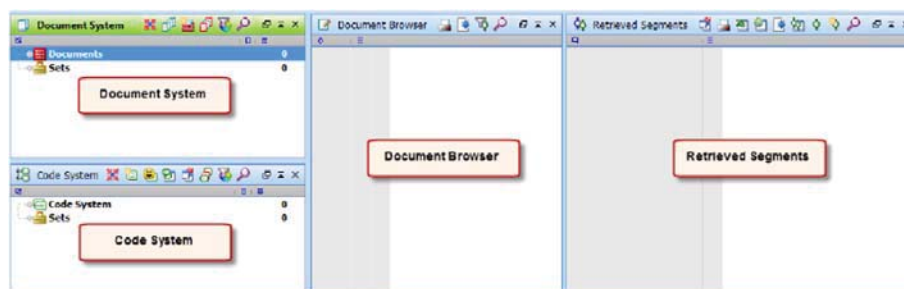 Document System
Documents 0
Sets 0
Document System
Code System
Code System 0
Sets 0
Code System
Document Browser
Document Browser
Retrieved Segments
Retrieved Segments